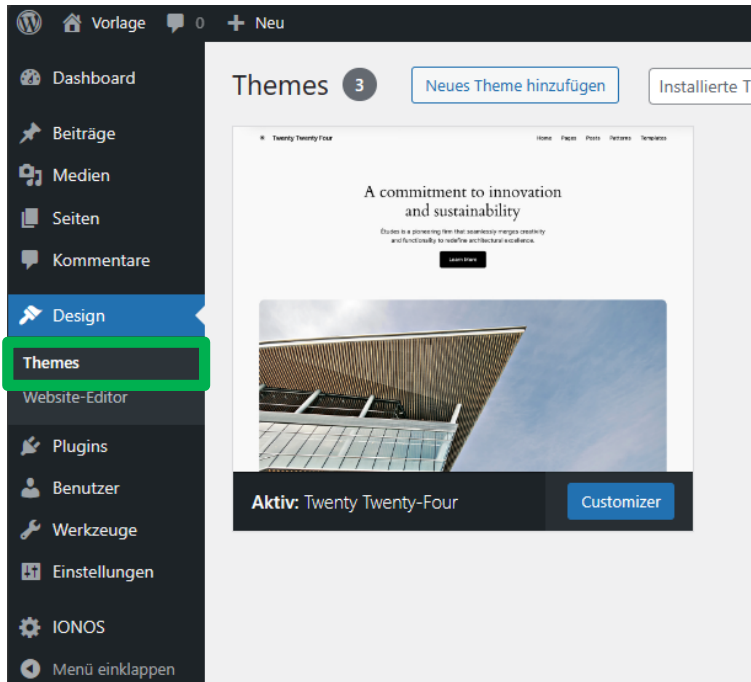 Vorlage 0 Neu
Dashboard
Beiträge
Medien
Seiten
Kommentare
Design
Themes
Website-Editor
Plugins
Benutzer
Werkzeuge
Einstellungen
IONOS
Menü einklappen
Themes 3 Neues Theme hinzufügen Installierte T
Twenty Twenty Four Home Pages Posts Patterns Templates
A commitment to innovation
and sustainability
Études is a pioneering firm that seamlessly merges creativity
and functionality to redefine architectural excellence.
Learn More
Aktiv: Twenty Twenty-Four Customizer